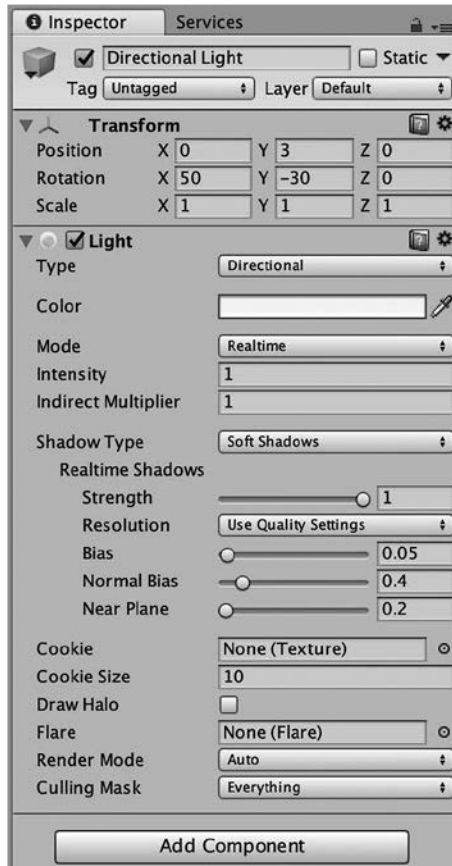 Inspector Services
Directional Light Static
Tag Untagged Layer Default
Transform
Position X 0 Y 3 Z 0
Rotation X 50 Y -30 Z 0
Scale X 1 Y 1 Z 1
Light
Type Directional
Color
Mode Realtime
Intensity 1
Indirect Multiplier 1
Shadow Type Soft Shadows
Realtime Shadows
Strength 1
Resolution Use Quality Settings
Bias 0.05
Normal Bias 0.4
Near Plane 0.2
Cookie None (Texture)
Cookie Size 10
Draw Halo
Flare None (Flare)
Render Mode Auto
Culling Mask Everything
Add Component